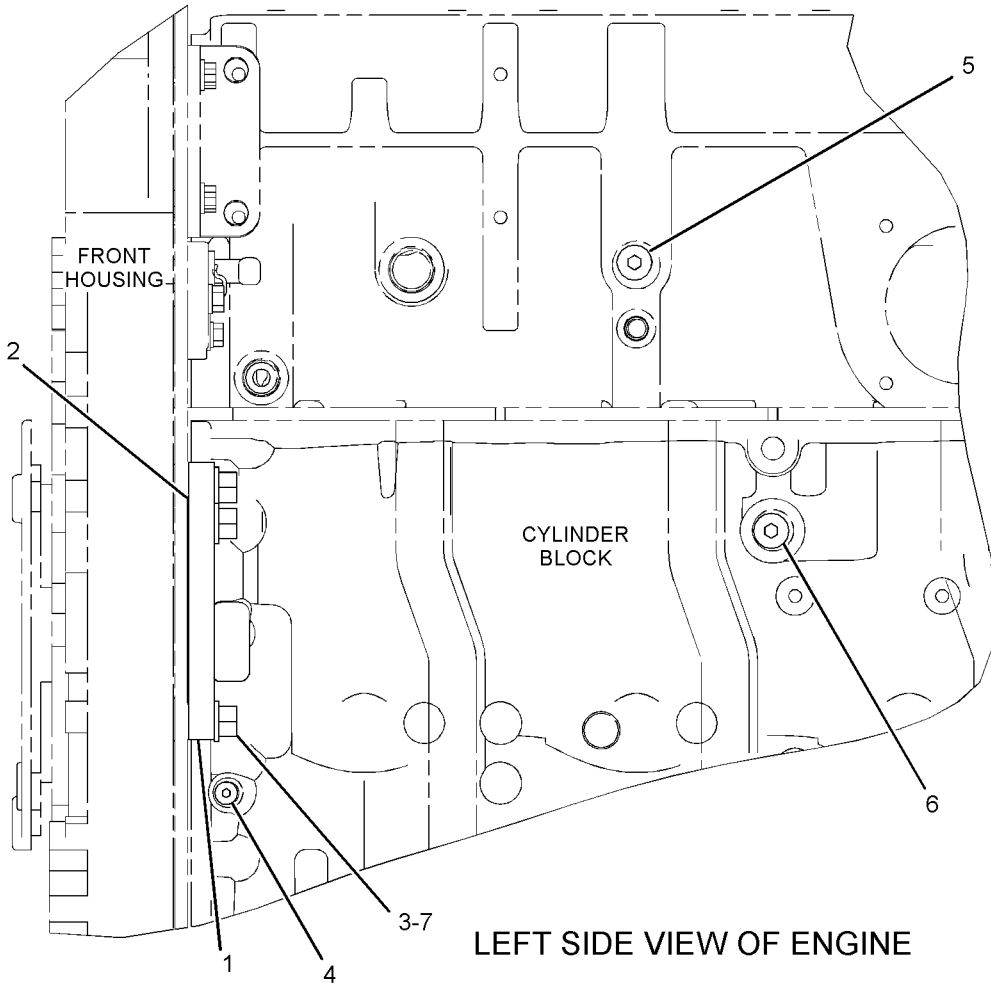 5
FRONT
HOUSING
2
CYLINDER
BLOCK
6
3-7
1
4
LEFT SIDE VIEW OF ENGINE